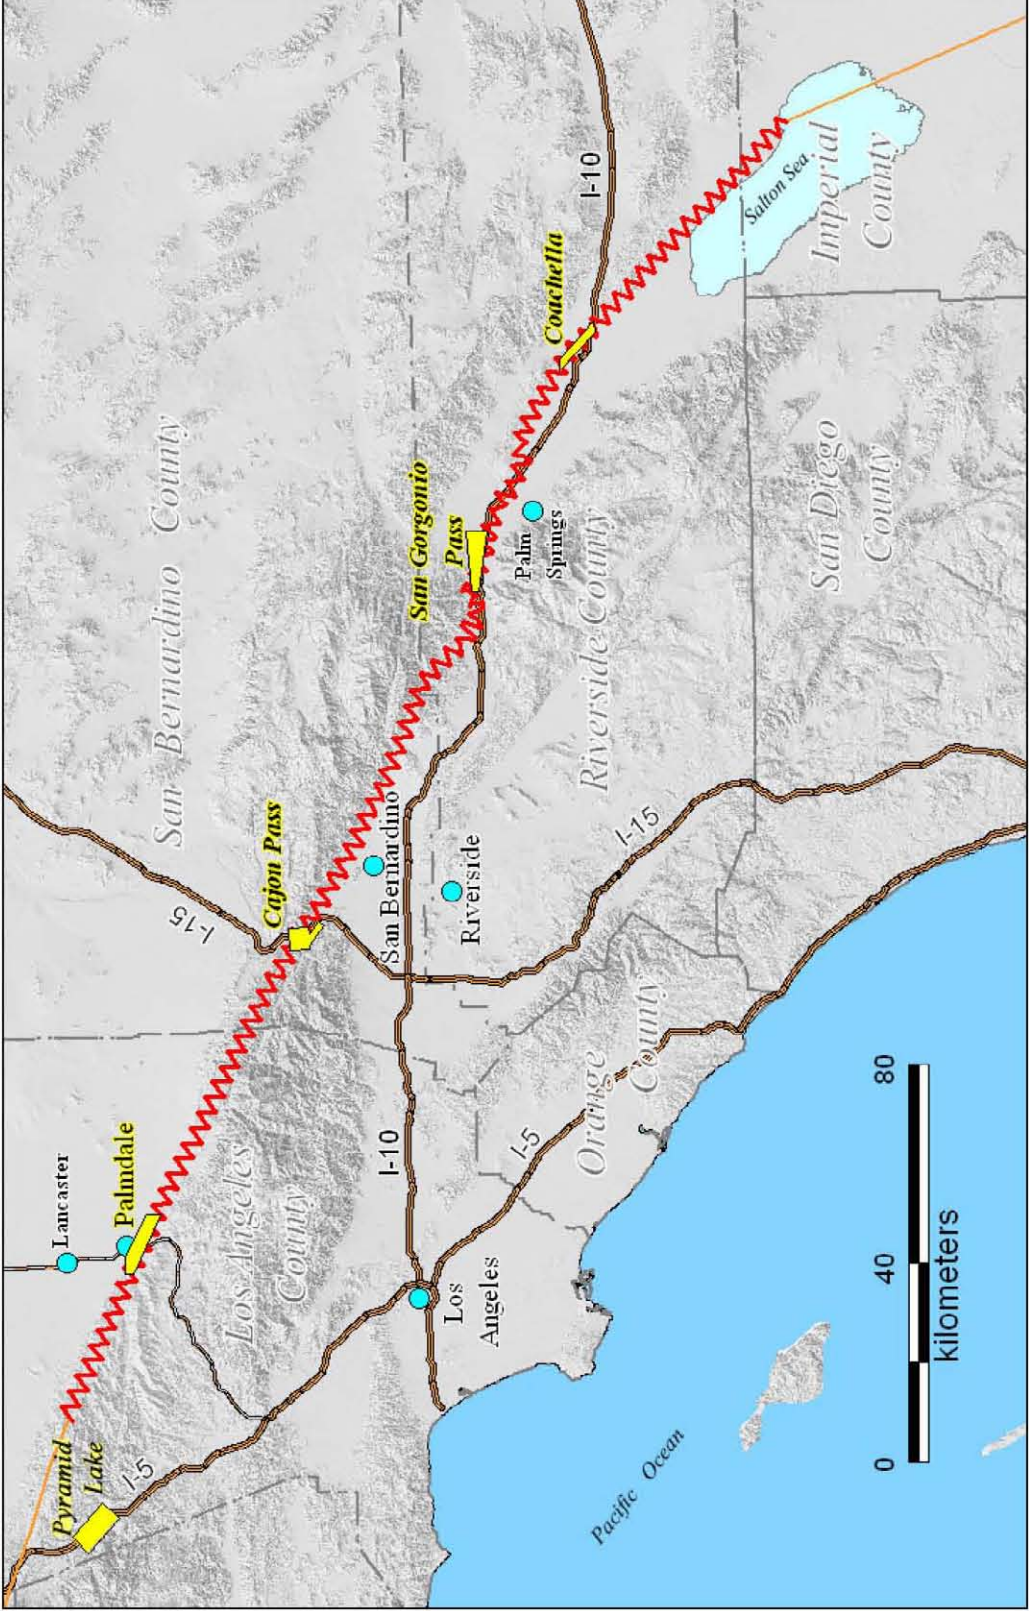 Pyramid
Lake
I-5
Lancaster
Palmdale
Los Angeles
County
Los
Angeles
I-10
I-5
Orange
County
Cajon Pass
I-15
San Bernardino County
San Bernardino
Riverside
I-15
Riverside County
San Gorgonio
Pass
Palm
Springs
Coachella
I-10
Salton Sea
Imperial
County
San Diego
County
Pacific Ocean
0 40 80
kilometers